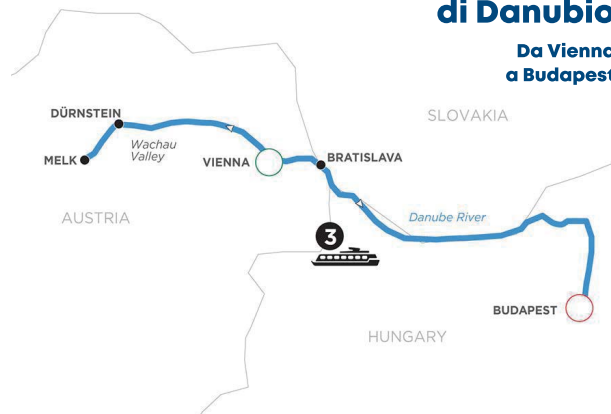 di Danubio
Da Vienna
a Budapest
SLOVAKIA
DÜRNSTEIN
Wachau
Valley
MELK
VIENNA
BRATISLAVA
AUSTRIA
Danube River
3
BUDAPEST
HUNGARY